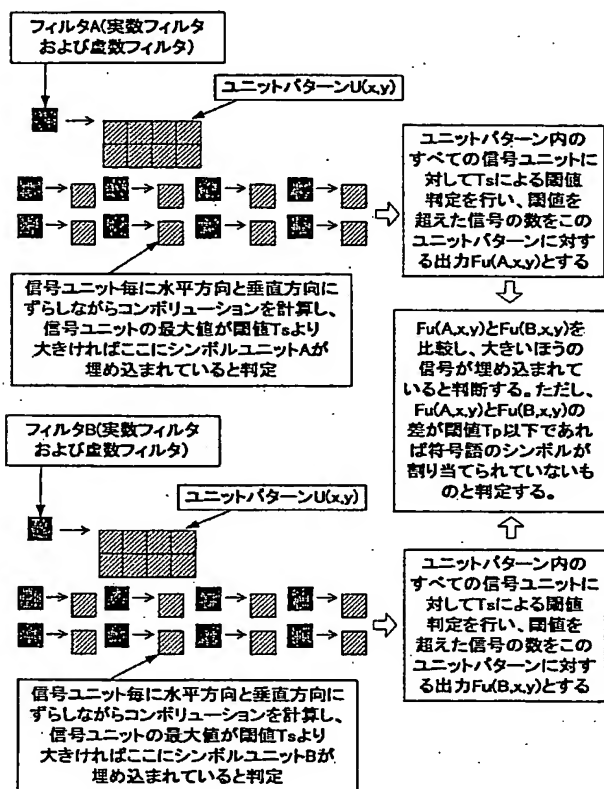 フィルタA(実数フィルタ
および虚数フィルタ)
ユニットパターンU(x,y)
信号ユニット毎に水平方向と垂直方向に
ずらしながらコンボリューションを計算し、
信号ユニットの最大値が閾値Tsより
大きければここにシンボルユニットAが
埋め込まれていると判定
ユニットパターン内の
すべての信号ユニットに
対してTsによる閾値
判定を行い、閾値を
超えた信号の数をこの
ユニットパターンに対す
る出力Fu(A,x,y)とする
Fu(A,x,y)とFu(B,x,y)を
比較し、大きいほうの
信号が埋め込まれて
いると判断する。ただし、
Fu(A,x,y)とFu(B,x,y)の
差が閾値Tp以下であれ
ば符号語のシンボルが
割り当てられていないも
のと判定する。
フィルタB(実数フィルタ
および虚数フィルタ)
ユニットパターンU(x,y)
信号ユニット毎に水平方向と垂直方向に
ずらしながらコンボリューションを計算し、
信号ユニットの最大値が閾値Tsより
大きければここにシンボルユニットBが
埋め込まれていると判定
ユニットパターン内の
すべての信号ユニットに
対してTsによる閾値
判定を行い、閾値を
超えた信号の数をこの
ユニットパターンに対す
る出力Fu(B,x,y)とする